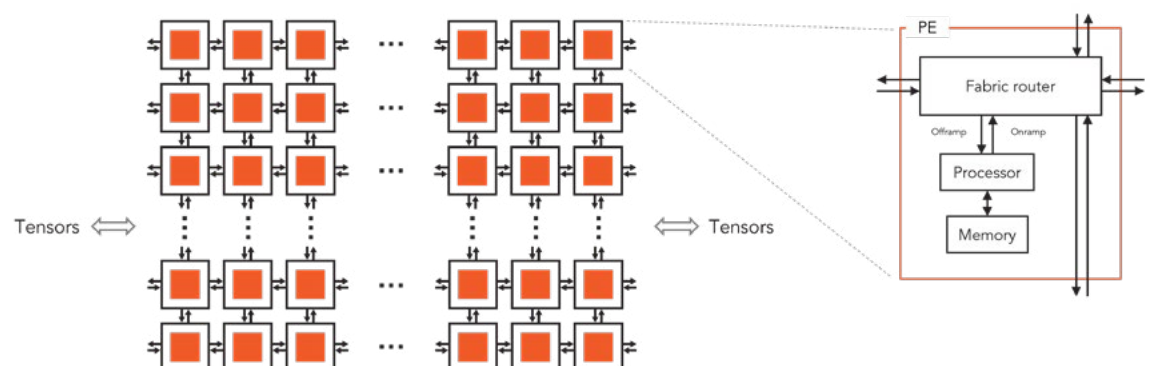 PE
Fabric router
Offramp
Onramp
Processor
Tensors
Tensors
Memory